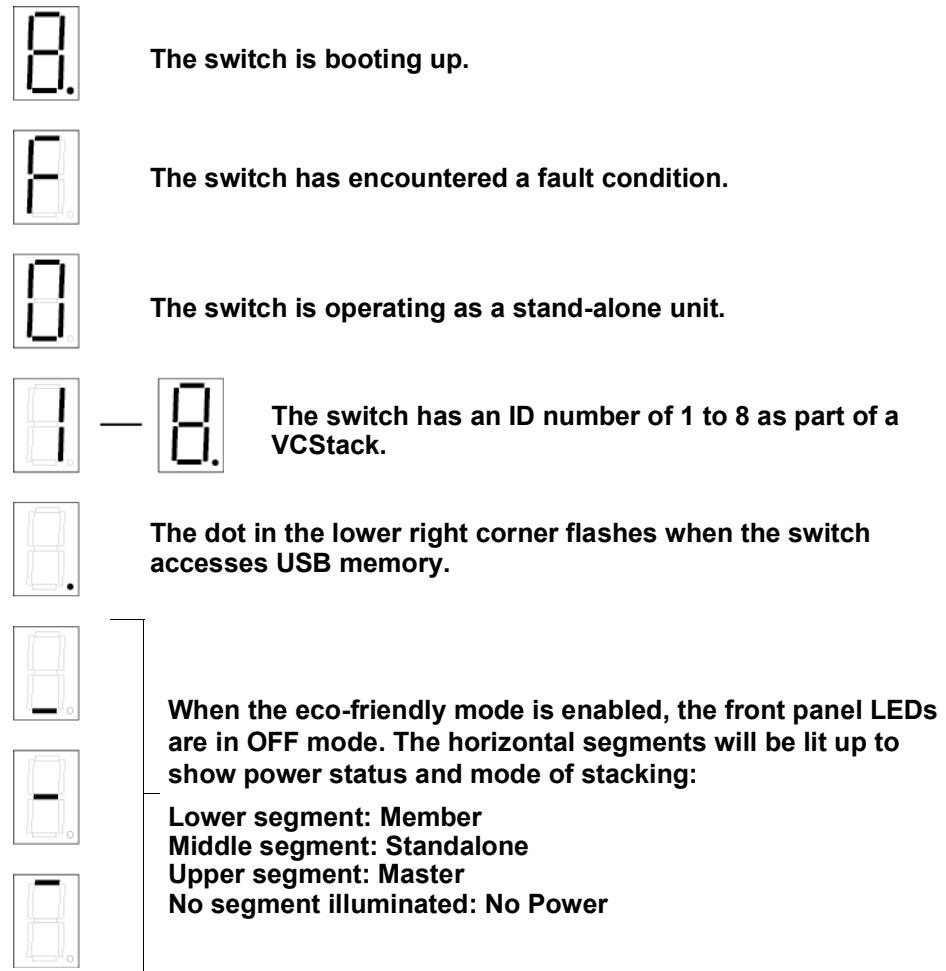 The switch is booting up.
The switch has encountered a fault condition.
The switch is operating as a stand-alone unit.
The switch has an ID number of 1 to 8 as part of a
VCStack.
The dot in the lower right corner flashes when the switch
accesses USB memory.
When the eco-friendly mode is enabled, the front panel LEDs
are in OFF mode. The horizontal segments will be lit up to
show power status and mode of stacking:
Lower segment: Member
Middle segment: Standalone
Upper segment: Master
No segment illuminated: No Power